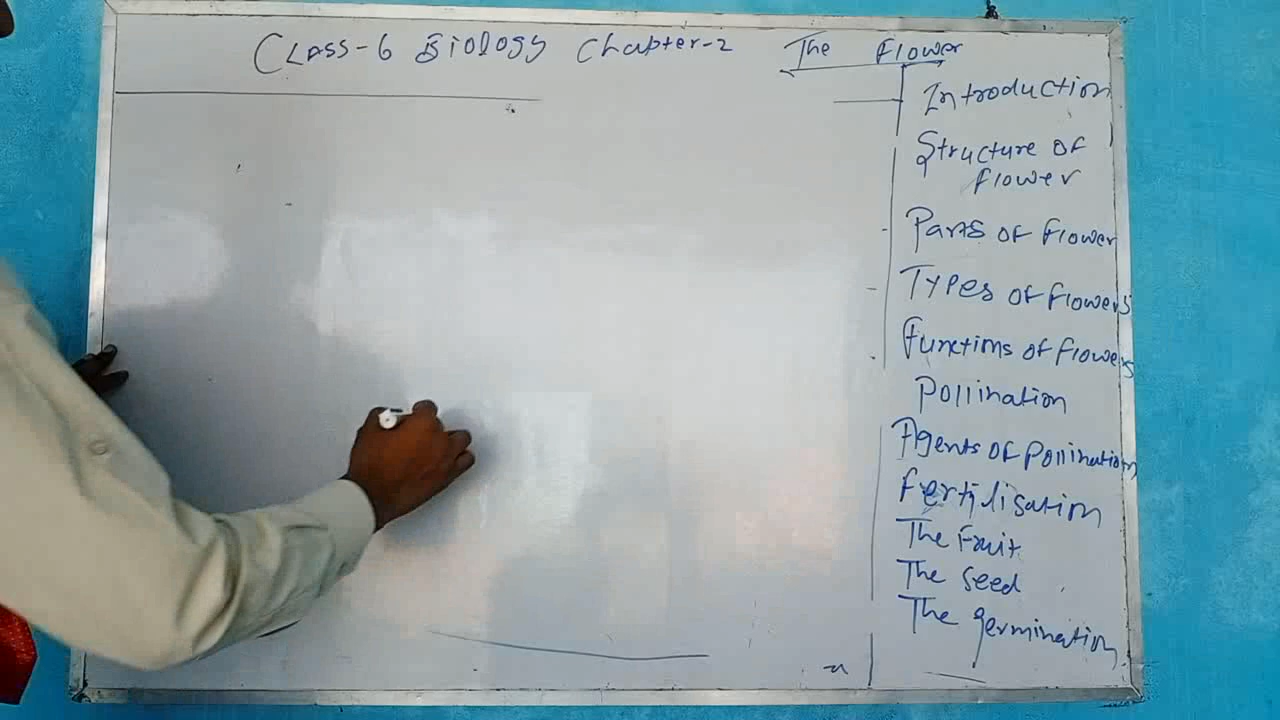 Class-6 Biology Chapter-2 The Flower
Introduction
Structure of
flower
Parts of flower
Types of flowers
Functions of flowers
Pollination
Agents of pollination
Fertilisation
The Fruit
The seed
The germination